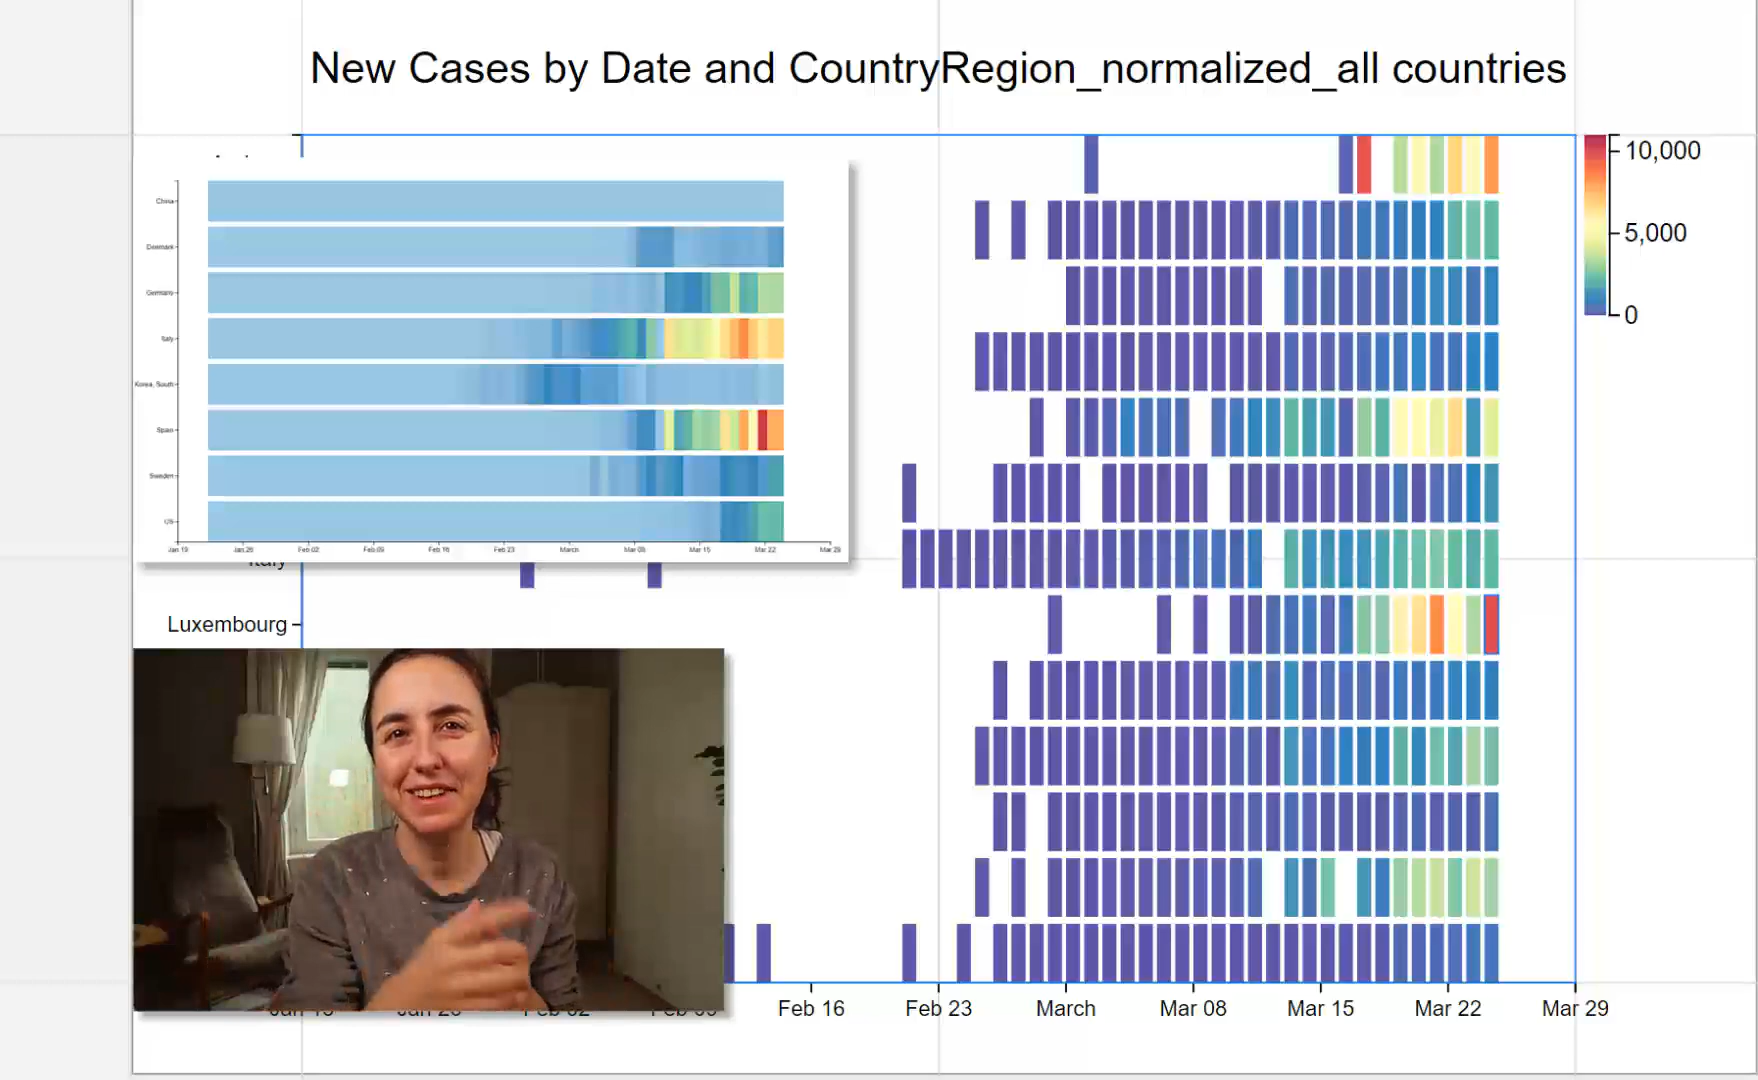 New Cases by Date and CountryRegion_normalized_all countries
10,000
5,000
0
China
Denmark
Germany
Italy
Korea, South
Spain
Sweden
US
Jan 19 Jan 26 Feb 02 Feb 09 Feb 16 Feb 23 March Mar 08 Mar 15 Mar 22 Mar 29
Italy
Luxembourg
Feb 16 Feb 23 March Mar 08 Mar 15 Mar 22 Mar 29